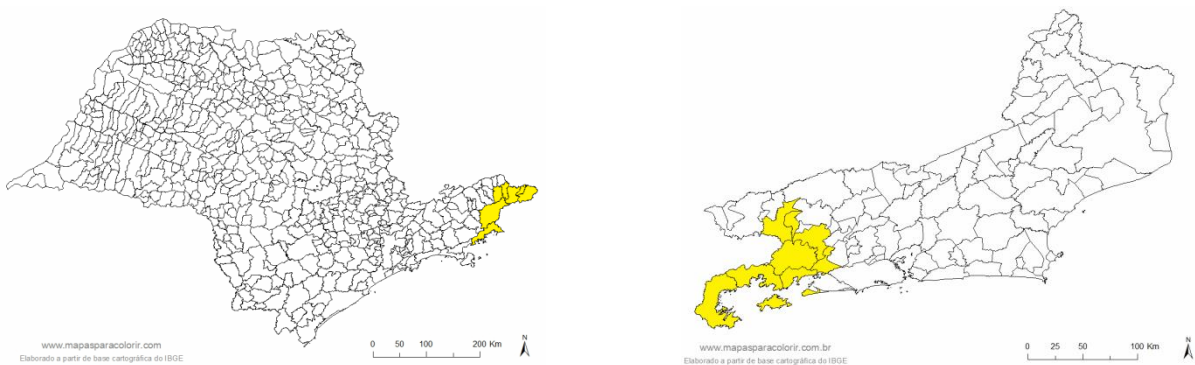 www.mapasparacolorir.com
Elaborado a partir de base cartográfica do IBGE
0 50 100 200 Km
N
www.mapasparacolorir.com.br
Elaborado a partir de base cartográfica do IBGE
0 25 50 100 Km
N